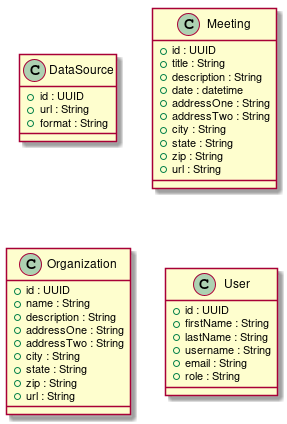 C DataSource
id : UUID
url : String
format : String
C Meeting
id : UUID
title : String
description : String
date : datetime
addressOne : String
addressTwo : String
city : String
state : String
zip : String
url : String
C Organization
id : UUID
name : String
description : String
addressOne : String
addressTwo : String
city : String
state : String
zip : String
url : String
C User
id : UUID
firstName : String
lastName : String
username : String
email : String
role : String